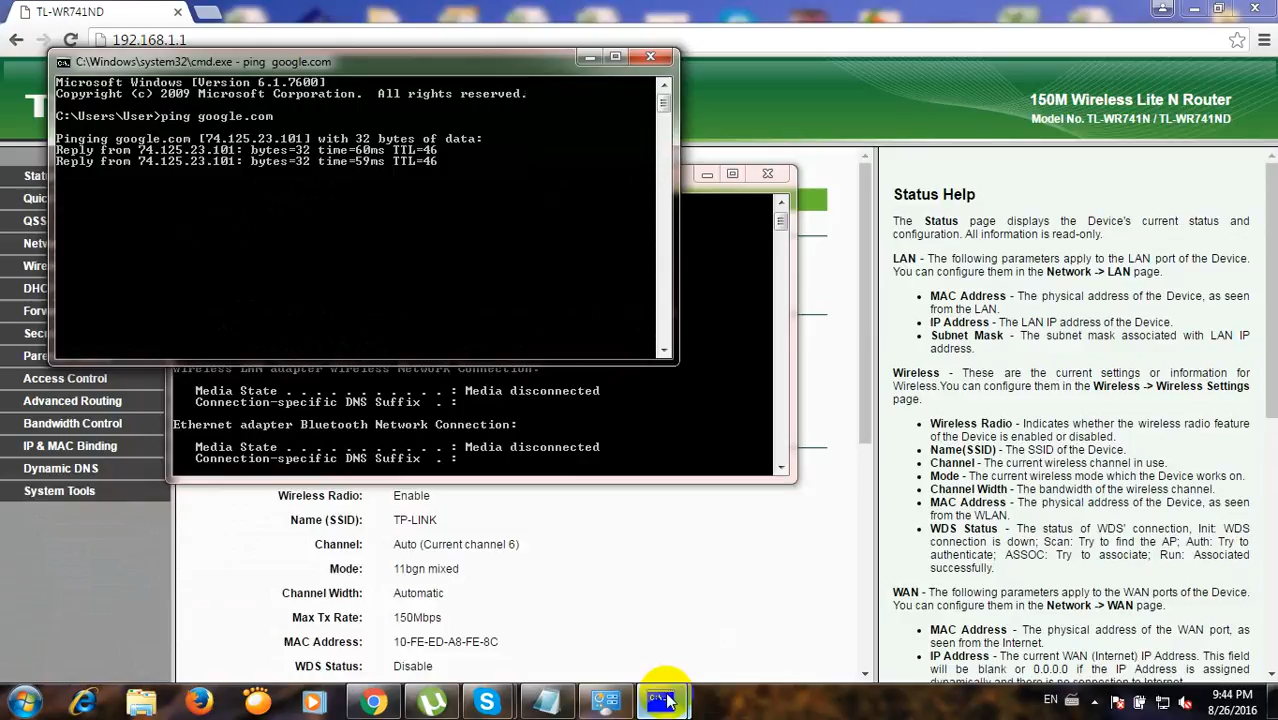 TL-WR741ND
192.168.1.1
C:\Windows\system32\cmd.exe - ping google.com
Microsoft Windows [Version 6.1.7600]
Copyright (c) 2009 Microsoft Corporation. All rights reserved.
C:\Users\User>ping google.com
Pinging google.com [74.125.23.101] with 32 bytes of data:
Reply from 74.125.23.101: bytes=32 time=60ms TTL=46
Reply from 74.125.23.101: bytes=32 time=59ms TTL=46
Wireless LAN adapter Wireless Network Connection:
Media State . . . . . . . . . . . : Media disconnected
Connection-specific DNS Suffix . :
Ethernet adapter Bluetooth Network Connection:
Media State . . . . . . . . . . . : Media disconnected
Connection-specific DNS Suffix . :
150M Wireless Lite N Router
Model No. TL-WR741N / TL-WR741ND
Access Control
Advanced Routing
Bandwidth Control
IP & MAC Binding
Dynamic DNS
System Tools
Wireless Radio: Enable
Name (SSID): TP-LINK
Channel: Auto (Current channel 6)
Mode: 11bgn mixed
Channel Width: Automatic
Max Tx Rate: 150Mbps
MAC Address: 10-FE-ED-A8-FE-8C
WDS Status: Disable
Status Help
The Status page displays the Device's current status and
configuration. All information is read-only.
LAN - The following parameters apply to the LAN port of the Device.
You can configure them in the Network -> LAN page.
MAC Address - The physical address of the Device, as seen
from the LAN.
IP Address - The LAN IP address of the Device.
Subnet Mask - The subnet mask associated with LAN IP
address.
Wireless - These are the current settings or information for
Wireless.You can configure them in the Wireless -> Wireless Settings
page.
Wireless Radio - Indicates whether the wireless radio feature
of the Device is enabled or disabled.
Name(SSID) - The SSID of the Device.
Channel - The current wireless channel in use.
Mode - The current wireless mode which the Device works on.
Channel Width - The bandwidth of the wireless channel.
MAC Address - The physical address of the Device, as seen
from the WLAN.
WDS Status - The status of WDS' connection, Init: WDS
connection is down; Scan: Try to find the AP; Auth: Try to
authenticate; ASSOC: Try to associate; Run: Associated
successfully.
WAN - The following parameters apply to the WAN ports of the Device.
You can configure them in the Network -> WAN page.
MAC Address - The physical address of the WAN port, as
seen from the Internet.
IP Address - The current WAN (Internet) IP Address. This field
will be blank or 0.0.0.0 if the IP Address is assigned
dynamically and there is no connection to Internet.
EN
9:44 PM
8/26/2016